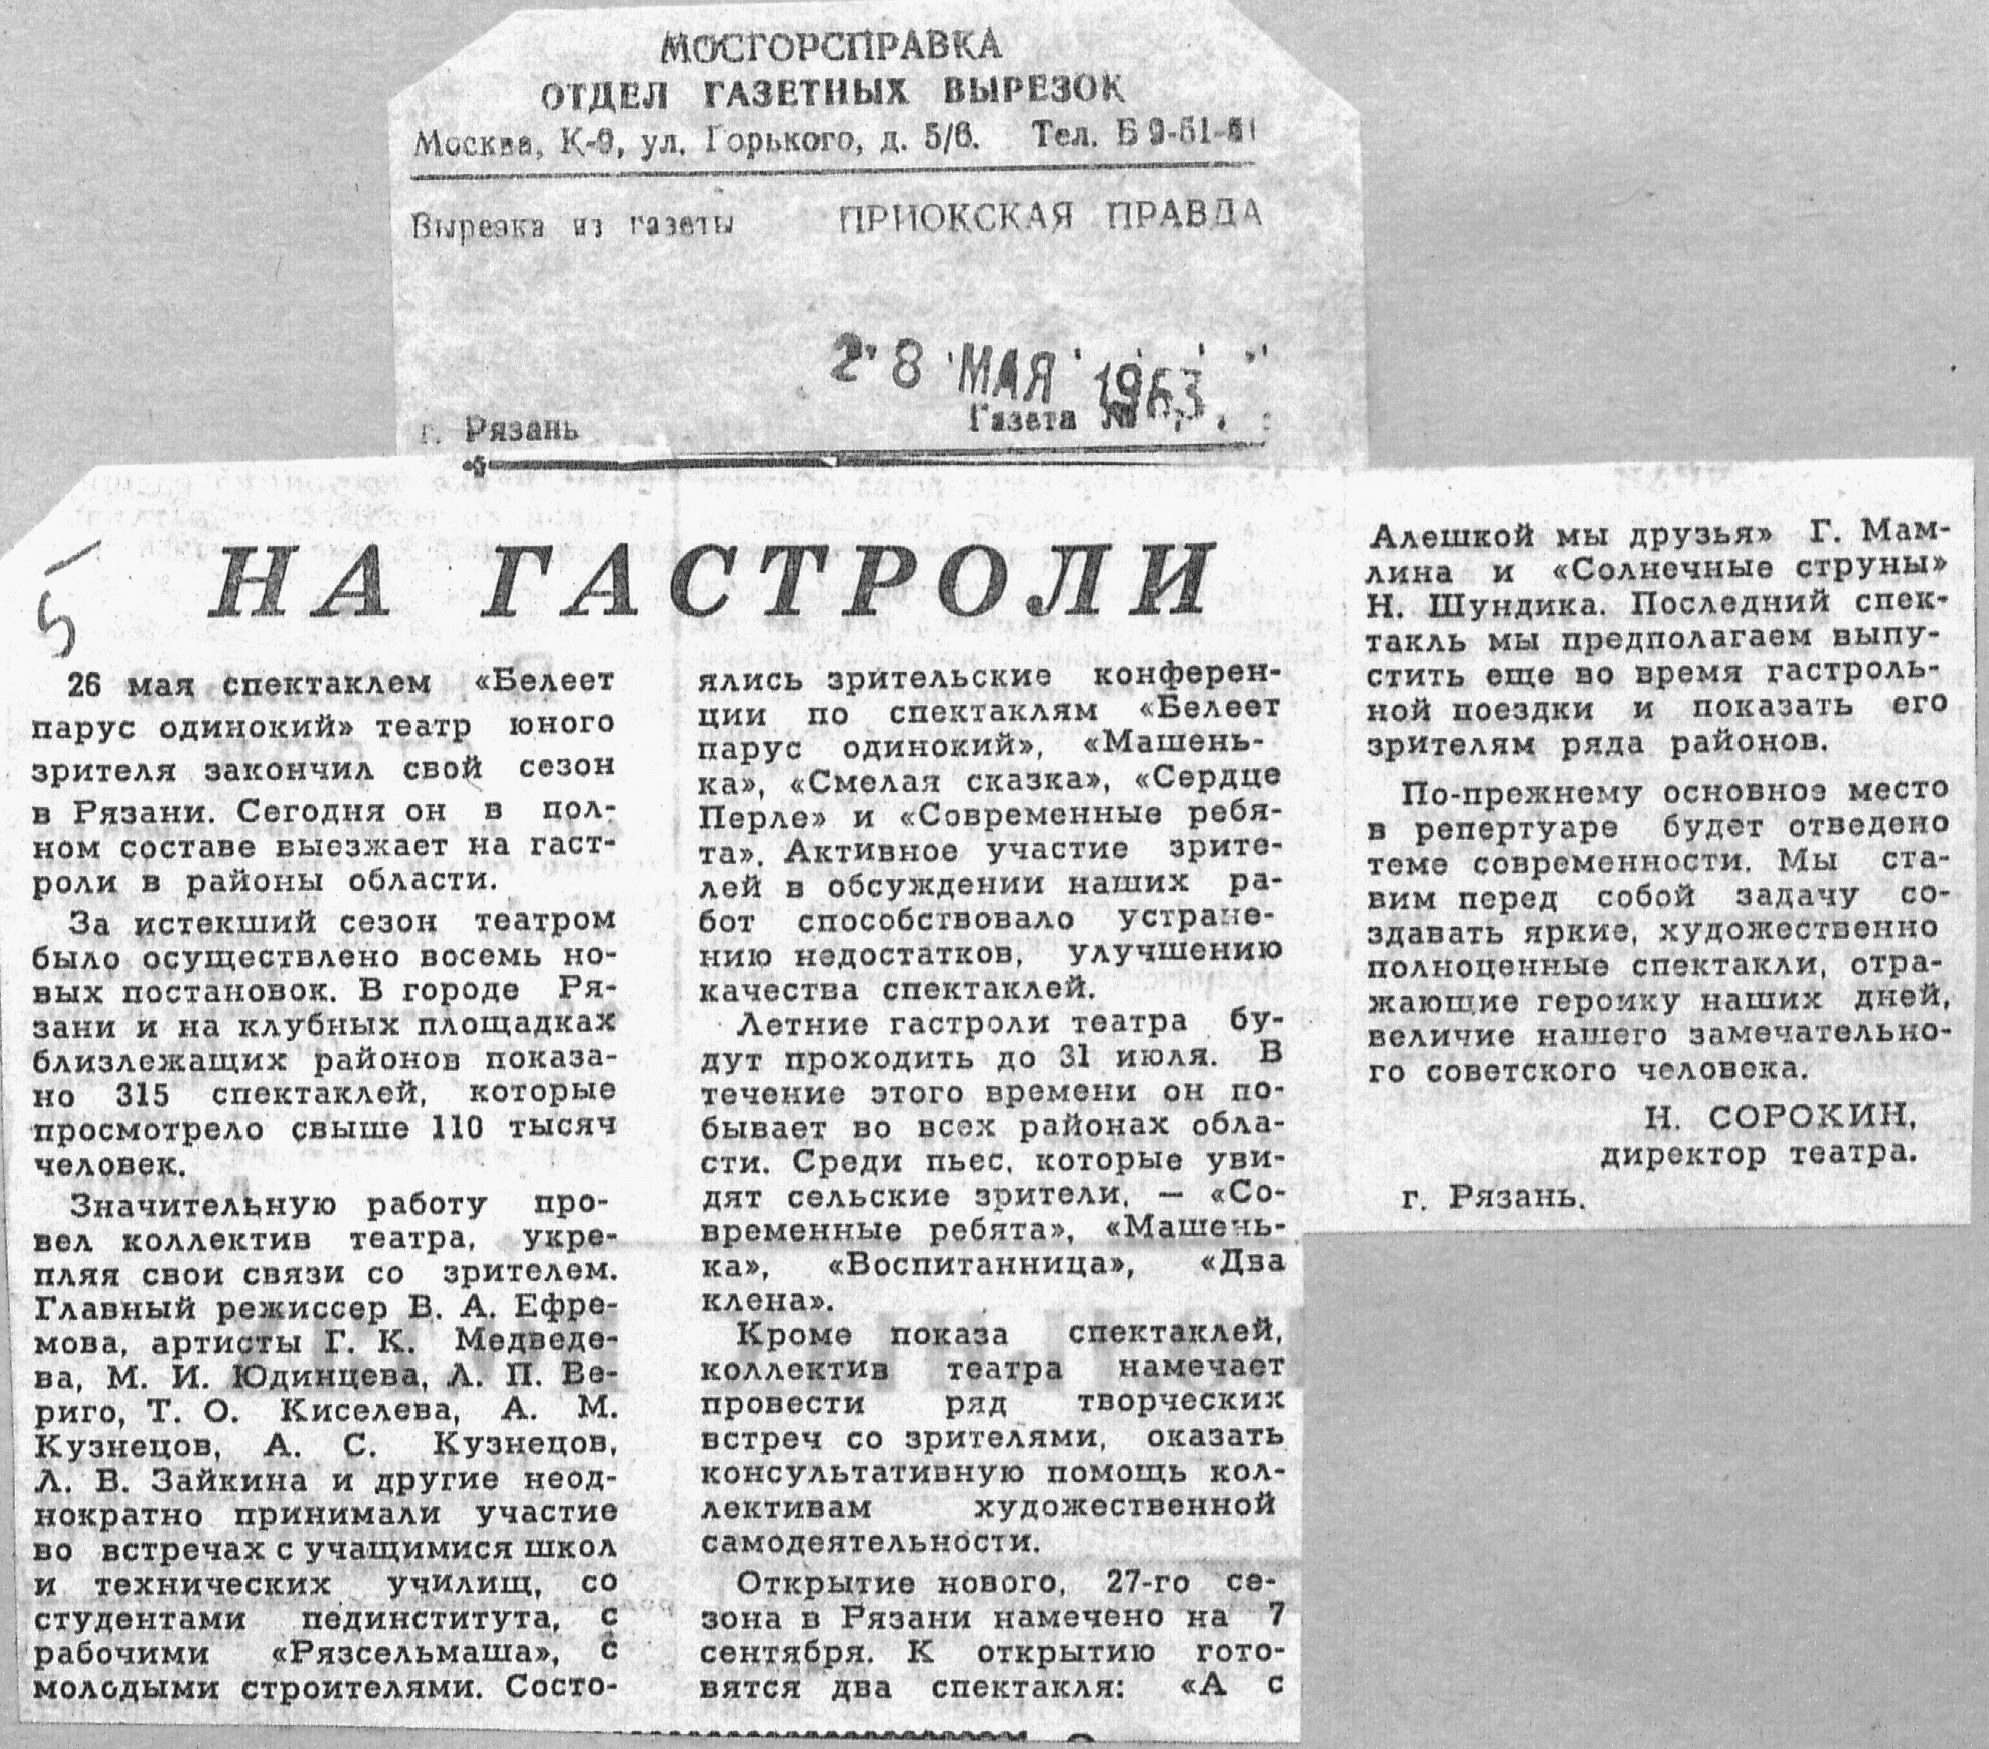 МОСГОРСПРАВКА
ОТДЕЛ ГАЗЕТНЫХ ВЫРЕЗОК
Москва, К-9, ул. Горького, д. 5/6. Тел. Б 9-51-61
Вырезка из газеты ПРИОКСКАЯ ПРАВДА
28 МАЯ 1963
г. Рязань Газета №
5
НА ГАСТРОЛИ
26 мая спектаклем «Белеет
парус одинокий» театр юного
зрителя закончил свой сезон
в Рязани. Сегодня он в пол-
ном составе выезжает на гаст-
роли в районы области.
За истекший сезон театром
было осуществлено восемь но-
вых постановок. В городе Ря-
зани и на клубных площадках
близлежащих районов показа-
но 315 спектаклей, которые
просмотрело свыше 110 тысяч
человек.
Значительную работу про-
вел коллектив театра, укре-
пляя свои связи со зрителем.
Главный режиссер В. А. Ефре-
мова, артисты Г. К. Медведе-
ва, М. И. Юдинцева, Л. П. Ве-
риго, Т. О. Киселева, А. М.
Кузнецов, А. С. Кузнецов,
Л. В. Зайкина и другие неод-
нократно принимали участие
во встречах с учащимися школ
и технических училищ, со
студентами пединститута, с
рабочими «Рязсельмаша», с
молодыми строителями. Состо-
ялись зрительские конферен-
ции по спектаклям «Белеет
парус одинокий», «Машень-
ка», «Смелая сказка», «Сердце
Перле» и «Современные ребя-
та». Активное участие зрите-
лей в обсуждении наших ра-
бот способствовало устране-
нию недостатков, улучшению
качества спектаклей.
Летние гастроли театра бу-
дут проходить до 31 июля. В
течение этого времени он по-
бывает во всех районах обла-
сти. Среди пьес, которые уви-
дят сельские зрители, — «Со-
временные ребята», «Машень-
ка», «Воспитанница», «Два
клена».
Кроме показа спектаклей,
коллектив театра намечает
провести ряд творческих
встреч со зрителями, оказать
консультативную помощь кол-
лективам художественной
самодеятельности.
Открытие нового, 27-го се-
зона в Рязани намечено на 7
сентября. К открытию гото-
вятся два спектакля: «А с
Алешкой мы друзья» Г. Мам-
лина и «Солнечные струны»
Н. Шундика. Последний спек-
такль мы предполагаем выпу-
стить еще во время гастроль-
ной поездки и показать его
зрителям ряда районов.
По-прежнему основное место
в репертуаре будет отведено
теме современности. Мы ста-
вим перед собой задачу со-
здавать яркие, художественно
полноценные спектакли, отра-
жающие героику наших дней,
величие нашего замечательно-
го советского человека.
Н. СОРОКИН,
директор театра.
г. Рязань.